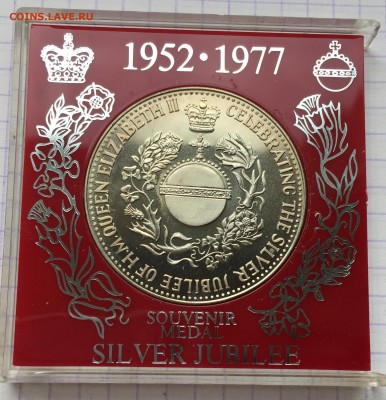 COINS.LAVE.RU
1952 · 1977
CELEBRATING THE SILVER JUBILEE OF H.M. QUEEN ELIZABETH II
SOUVENIR
MEDAL
SILVER JUBILEE